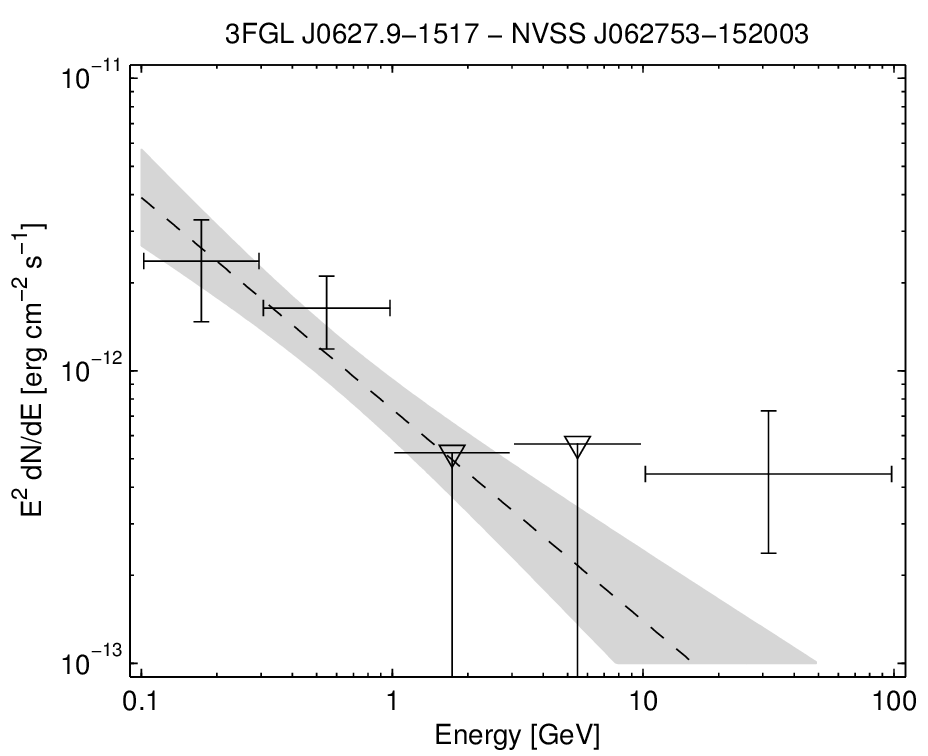 3FGL J0627.9−1517 − NVSS J062753−152003
E² dN/dE [erg cm⁻² s⁻¹]
10⁻¹¹
10⁻¹²
10⁻¹³
0.1 1 10 100
Energy [GeV]